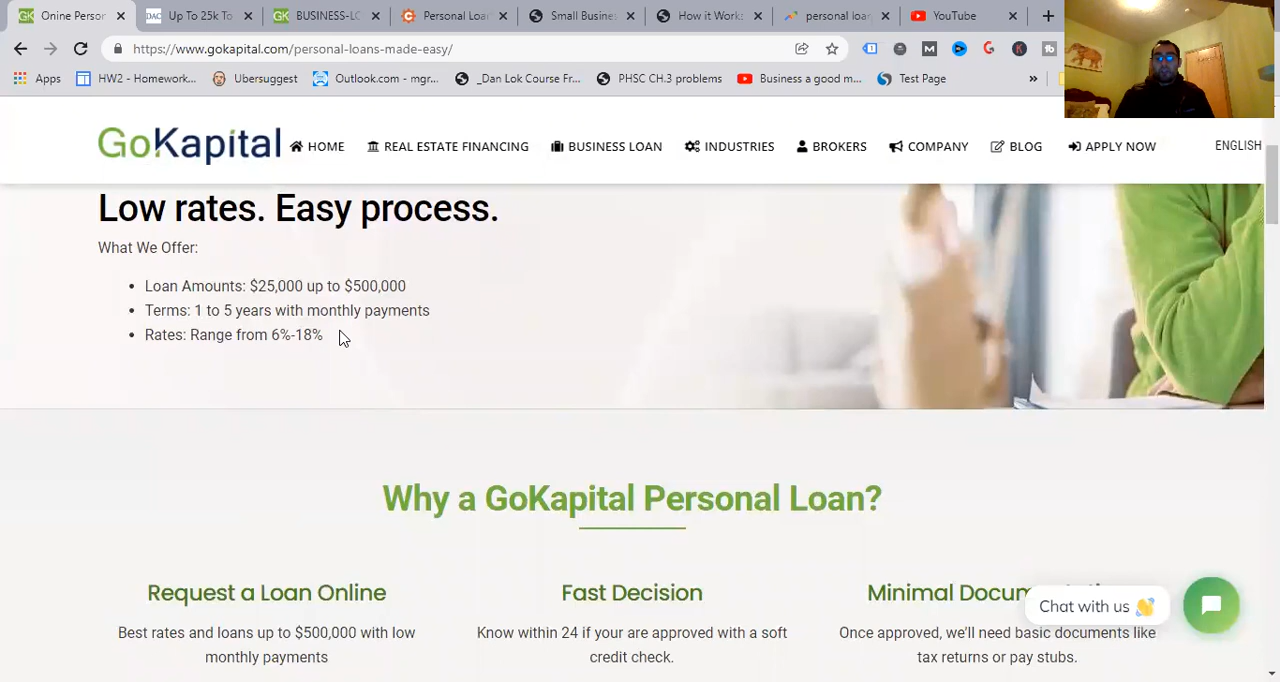 Onine Person
Up To 25k To
BUSINESS-LO
Personal Loan
Small Busines
How it Works
personal loan
YouTube
https://www.gokapital.com/personal-loans-made-easy/
Apps
HW2 - Homework...
Ubersuggest
Outlook.com - mgr...
_Dan Lok Course Fr...
PHSC CH.3 problems
Business a good m...
Test Page
»
GoKapital
HOME
REAL ESTATE FINANCING
BUSINESS LOAN
INDUSTRIES
BROKERS
COMPANY
BLOG
APPLY NOW
ENGLISH
Low rates. Easy process.
What We Offer:
• Loan Amounts: $25,000 up to $500,000
• Terms: 1 to 5 years with monthly payments
• Rates: Range from 6%-18%
Why a GoKapital Personal Loan?
Request a Loan Online
Best rates and loans up to $500,000 with low
monthly payments
Fast Decision
Know within 24 if your are approved with a soft
credit check.
Minimal
Once approved, we'll need basic documents like
tax returns or pay stubs.
Chat with us 👋